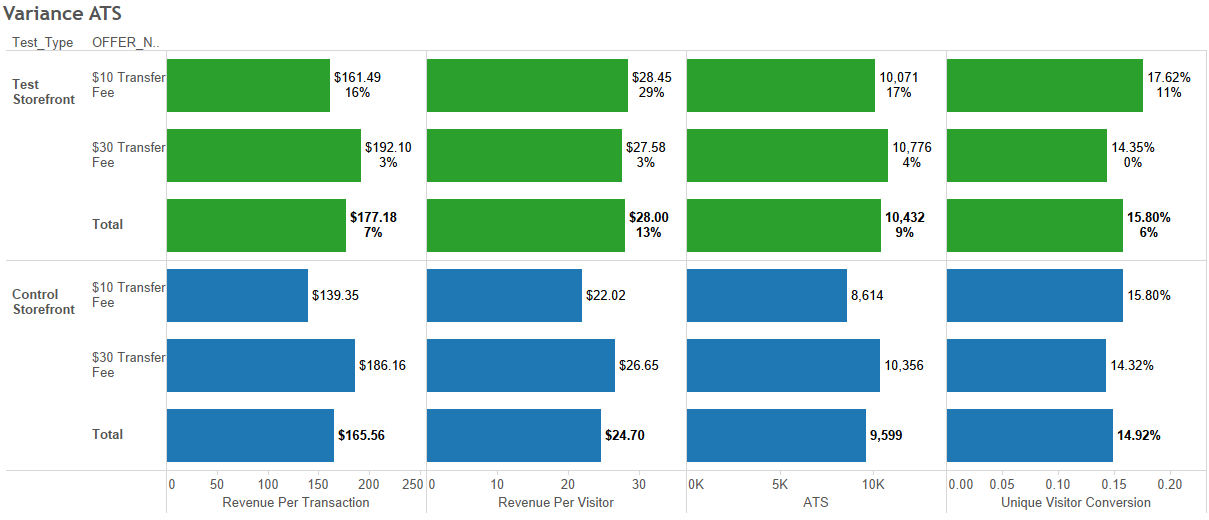 Variance ATS
Test_Type OFFER_N..
Test
Storefront
$10 Transfer
Fee
$161.49
16%
$28.45
29%
10,071
17%
17.62%
11%
$30 Transfer
Fee
$192.10
3%
$27.58
3%
10,776
4%
14.35%
0%
Total
$177.18
7%
$28.00
13%
10,432
9%
15.80%
6%
Control
Storefront
$10 Transfer
Fee
$139.35
$22.02
8,614
15.80%
$30 Transfer
Fee
$186.16
$26.65
10,356
14.32%
Total
$165.56
$24.70
9,599
14.92%
0 50 100 150 200 250
0 10 20 30
0K 5K 10K
0.00 0.05 0.10 0.15 0.20
Revenue Per Transaction
Revenue Per Visitor
ATS
Unique Visitor Conversion